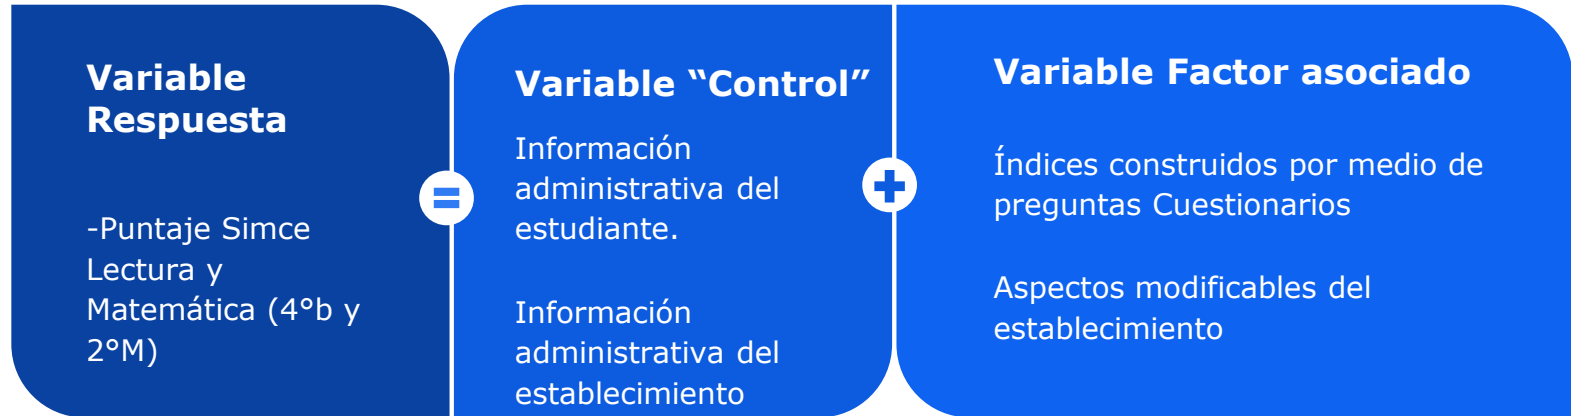 Variable
Respuesta
-Puntaje Simce
Lectura y
Matemática (4°b y
2°M)
=
Variable “Control”
Información
administrativa del
estudiante.
Información
administrativa del
establecimiento
+
Variable Factor asociado
Índices construidos por medio de
preguntas Cuestionarios
Aspectos modificables del
establecimiento